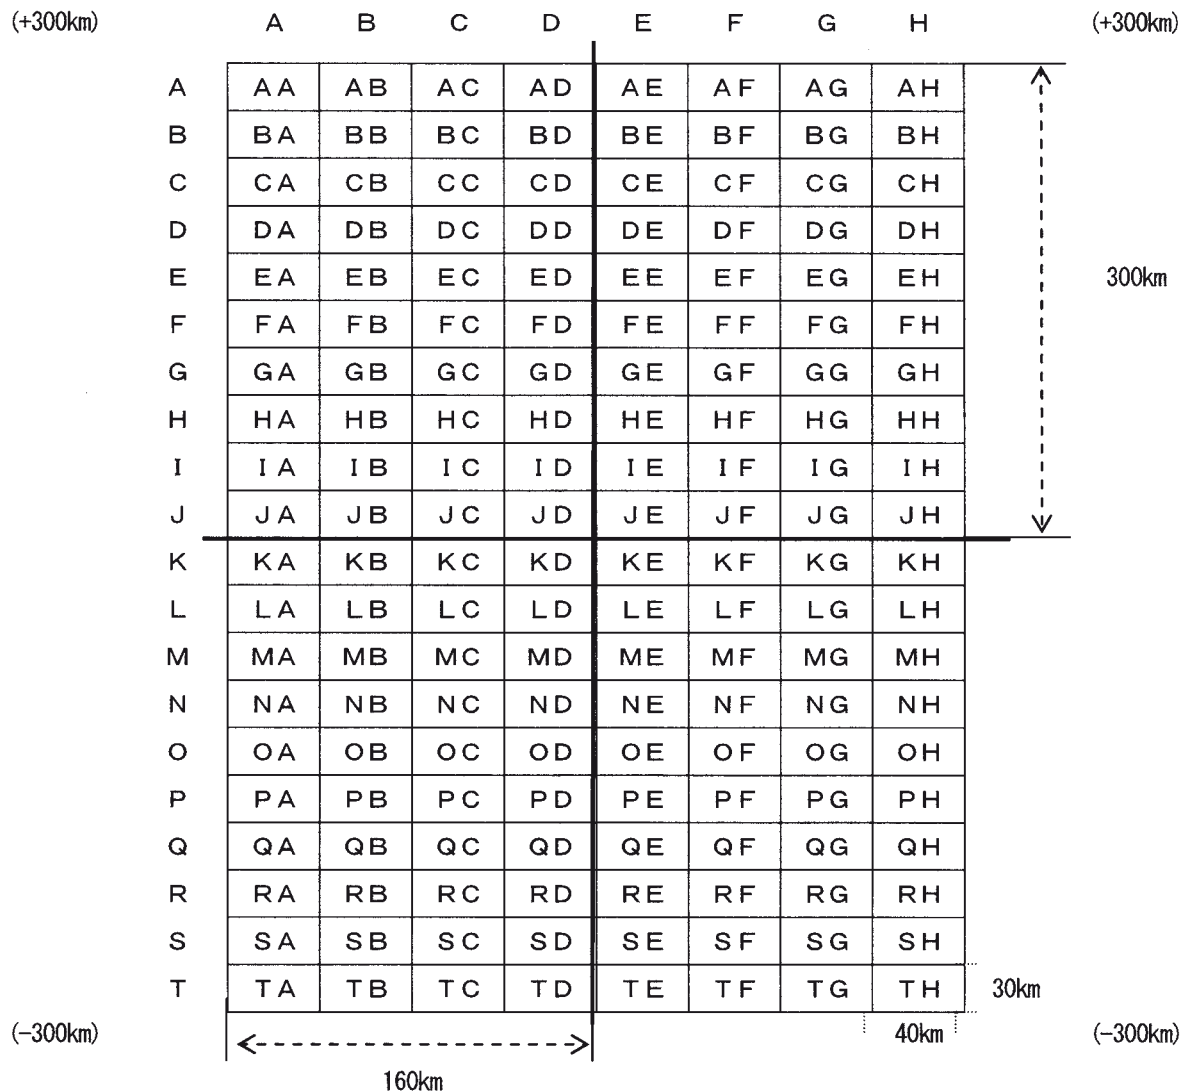 (+300km) A B C D E F G H (+300km)
A AA AB AC AD AE AF AG AH
B BA BB BC BD BE BF BG BH
C CA CB CC CD CE CF CG CH
D DA DB DC DD DE DF DG DH
E EA EB EC ED EE EF EG EH 300km
F FA FB FC FD FE FF FG FH
G GA GB GC GD GE GF GG GH
H HA HB HC HD HE HF HG HH
I IA IB IC ID IE IF IG IH
J JA JB JC JD JE JF JG JH
K KA KB KC KD KE KF KG KH
L LA LB LC LD LE LF LG LH
M MA MB MC MD ME MF MG MH
N NA NB NC ND NE NF NG NH
O OA OB OC OD OE OF OG OH
P PA PB PC PD PE PF PG PH
Q QA QB QC QD QE QF QG QH
R RA RB RC RD RE RF RG RH
S SA SB SC SD SE SF SG SH
T TA TB TC TD TE TF TG TH 30km
(−300km) 40km (−300km)
160km